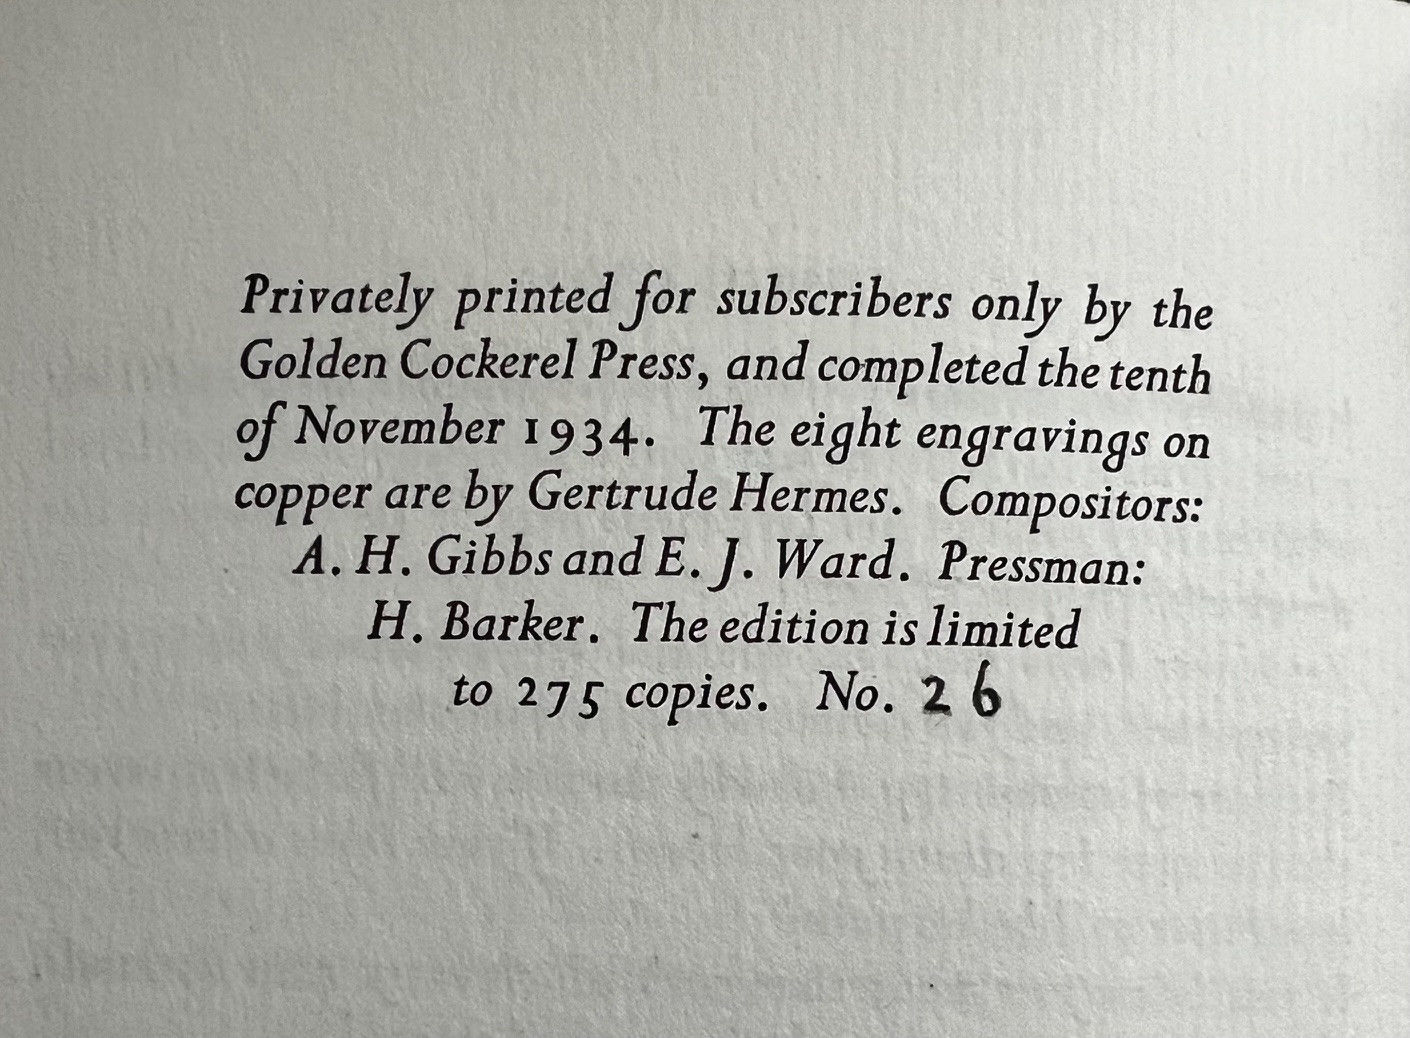 Privately printed for subscribers only by the
Golden Cockerel Press, and completed the tenth
of November 1934. The eight engravings on
copper are by Gertrude Hermes. Compositors:
A. H. Gibbs and E. J. Ward. Pressman:
H. Barker. The edition is limited
to 275 copies. No. 26